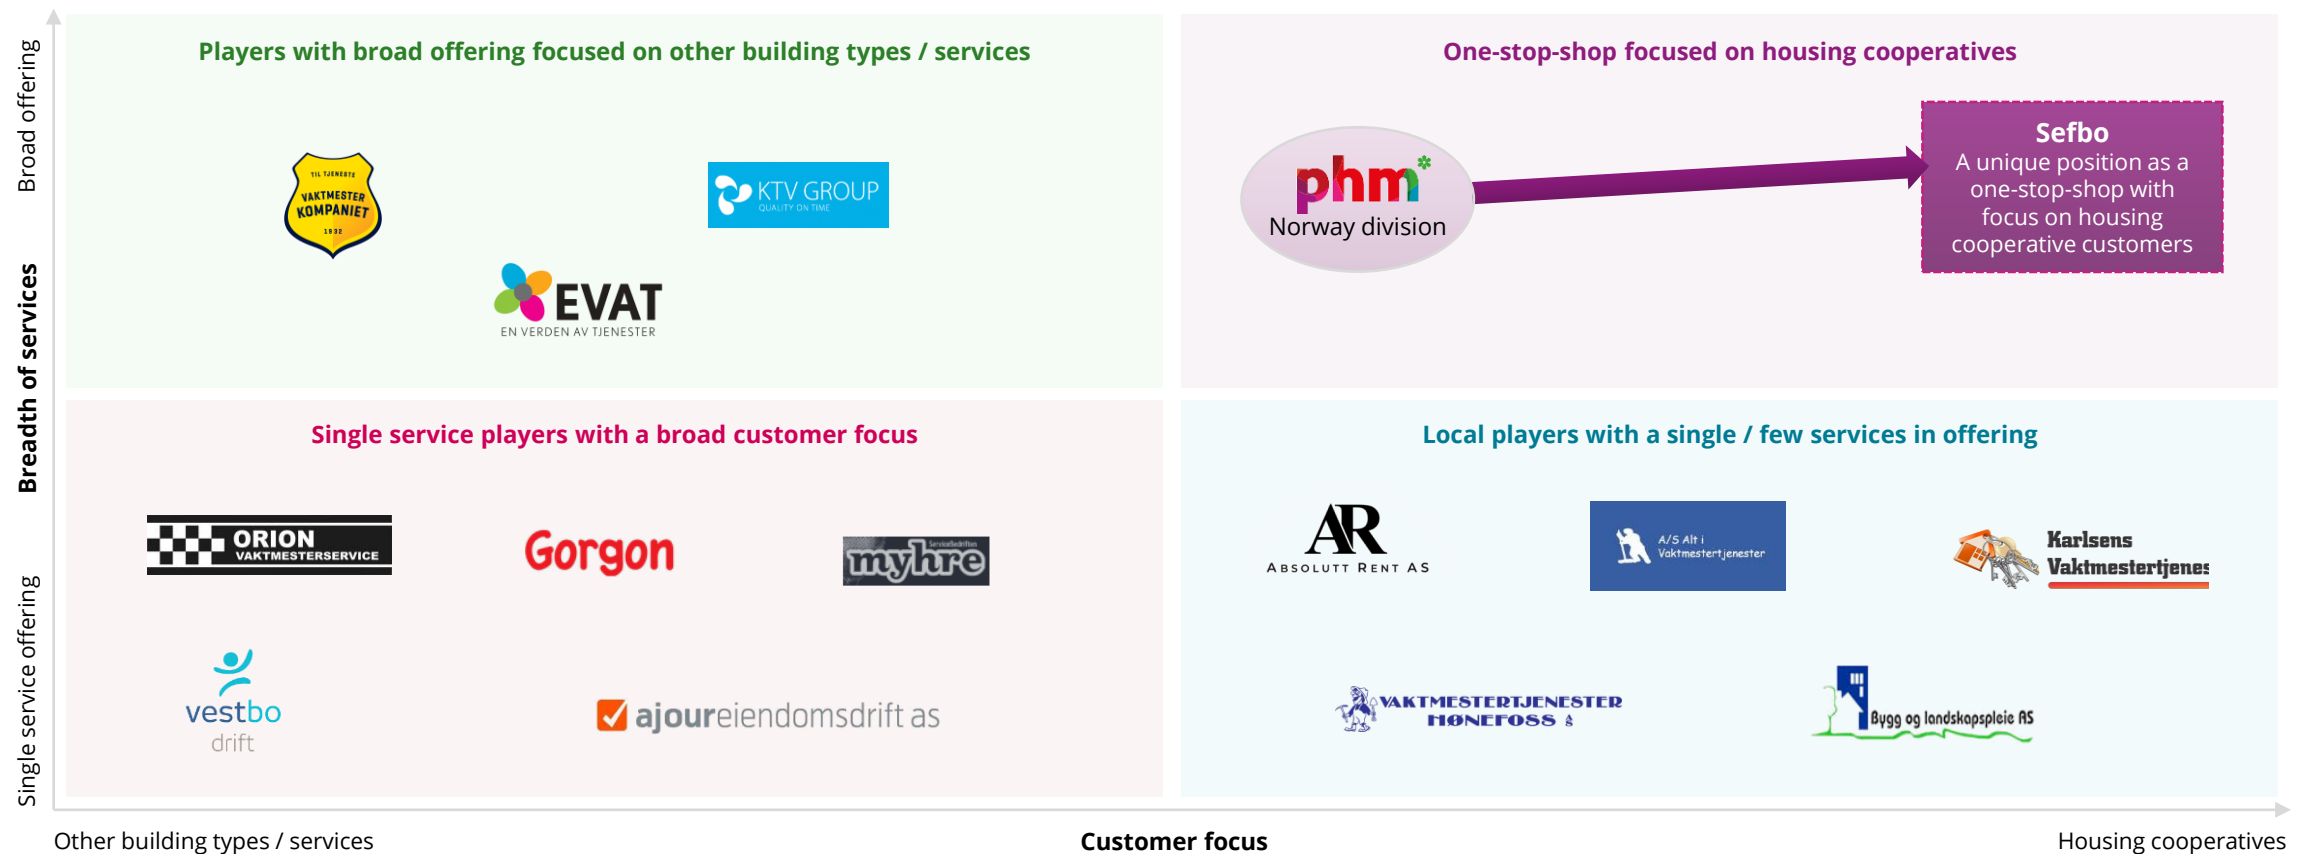 Broad offering
Breadth of services
Single service offering
Players with broad offering focused on other building types / services
TIL TJENESTE
VAKTMESTER
KOMPANIET
1932
KTV GROUP
QUALITY ON TIME
EVAT
EN VERDEN AV TJENESTER
One-stop-shop focused on housing cooperatives
phm
Norway division
Sefbo
A unique position as a
one-stop-shop with
focus on housing
cooperative customers
Single service players with a broad customer focus
ORION
VAKTMESTERSERVICE
Gorgon
ServiceBedriften
myhre
vestbo
drift
ajoureiendomsdrift as
Local players with a single / few services in offering
AR
ABSOLUTT RENT AS
A/S Alt i
Vaktmestertjenester
Karlsens
Vaktmestertjenes
VAKTMESTERTJENESTER
HØNEFOSS
Bygg og landskapspleie AS
Other building types / services
Customer focus
Housing cooperatives